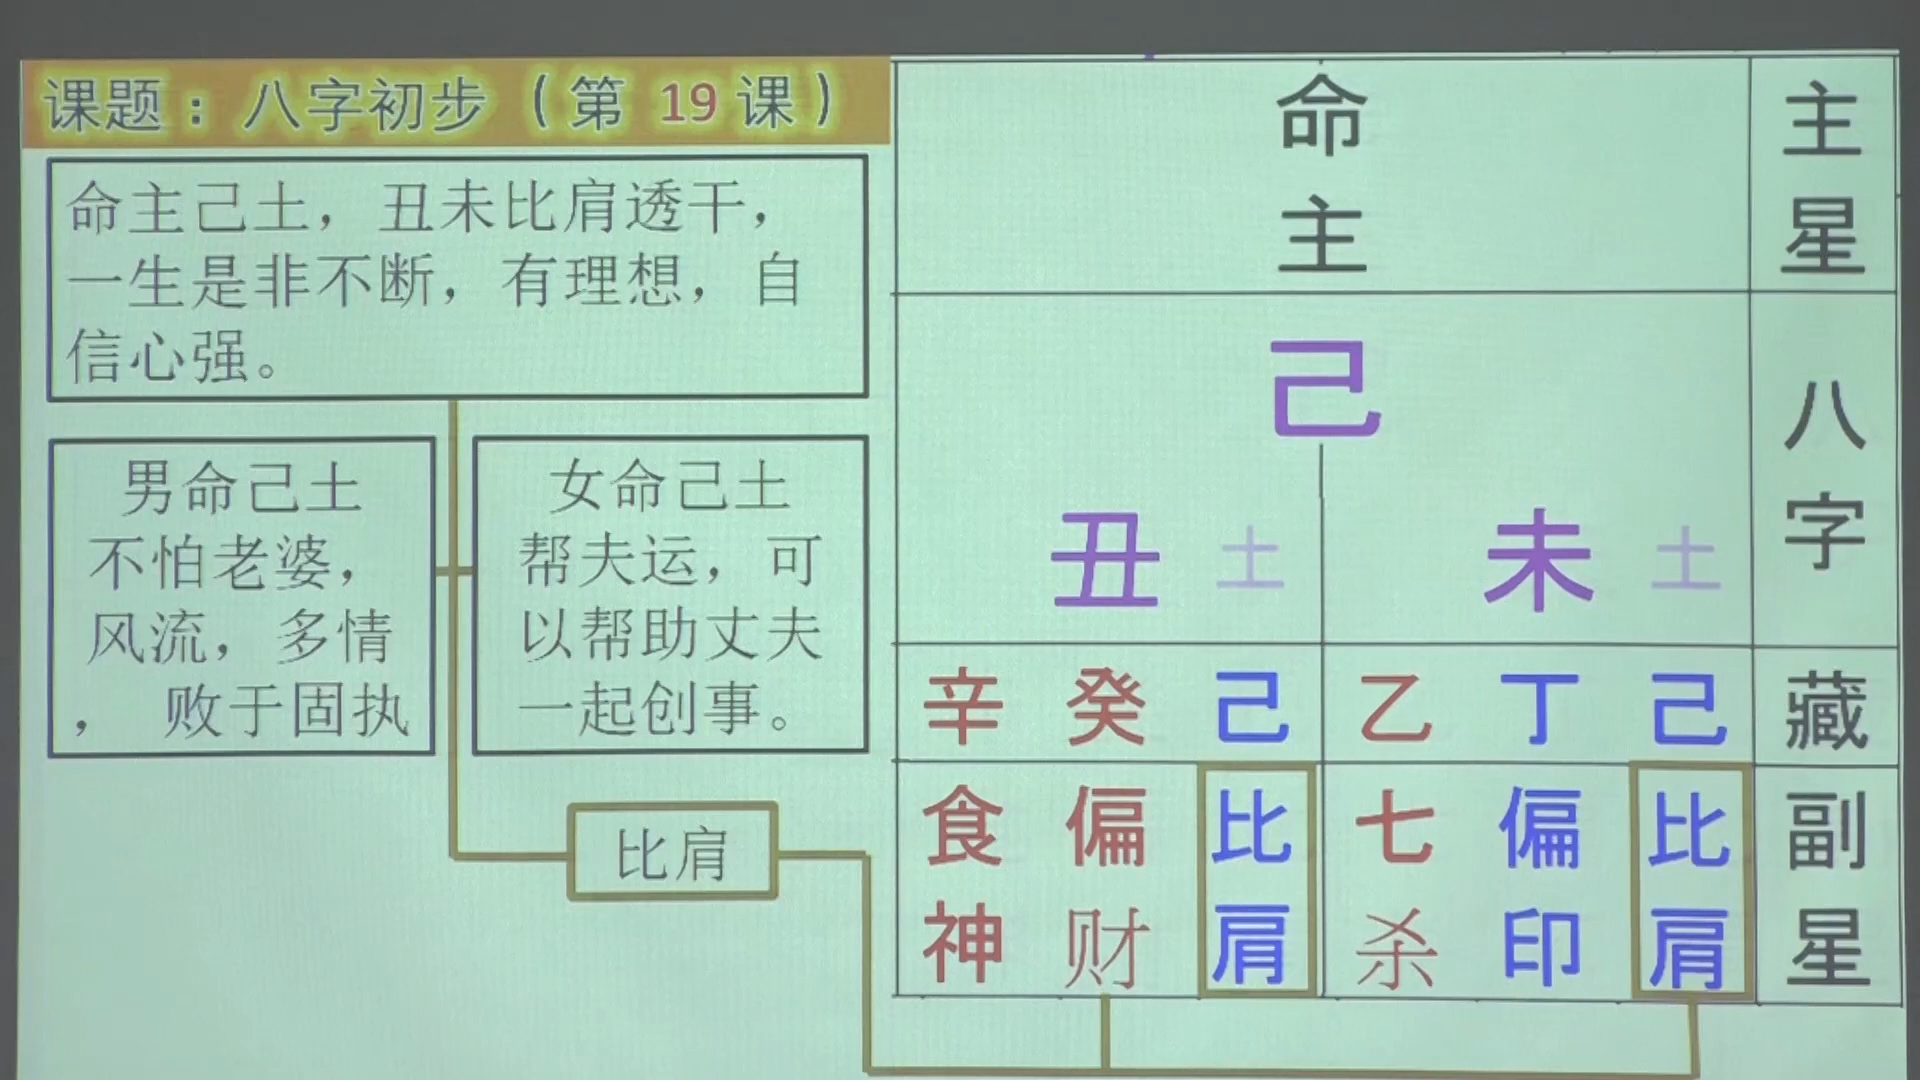 课题：八字初步（第 19 课）
命主己土，丑未比肩透干，
一生是非不断，有理想，自
信心强。
男命己土
不怕老婆，
风流，多情
， 败于固执
女命己土
帮夫运，可
以帮助丈夫
一起创事。
比肩
命主
主星
己
丑 土 未 土
八字
辛 癸 己 乙 丁 己 藏
食神 偏财 比肩 七杀 偏印 比肩 副星